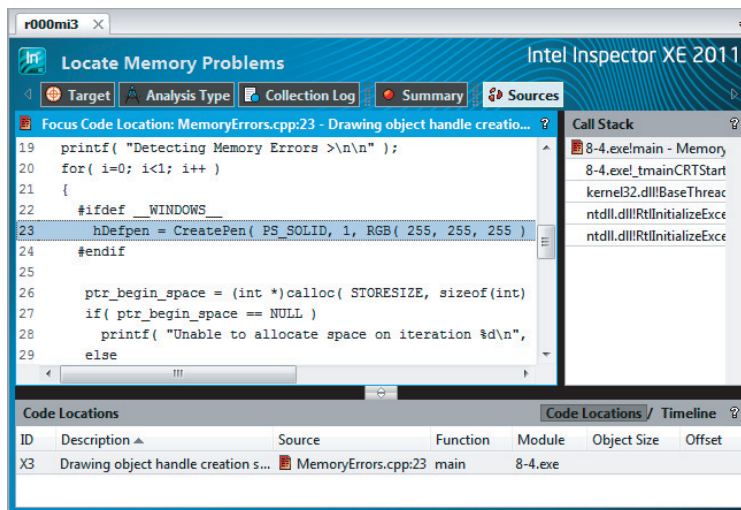 r000mi3
Locate Memory Problems
Intel Inspector XE 2011
Target
Analysis Type
Collection Log
Summary
Sources
Focus Code Location: MemoryErrors.cpp:23 - Drawing object handle creatio...
?
Call Stack
19 printf( "Detecting Memory Errors >\n\n" );
20 for( i=0; i<1; i++ )
21 {
22 #ifdef __WINDOWS__
23 hDefpen = CreatePen( PS_SOLID, 1, RGB( 255, 255, 255 )
24 #endif
25
26 ptr_begin_space = (int *)calloc( STORESIZE, sizeof(int)
27 if( ptr_begin_space == NULL )
28 printf( "Unable to allocate space on iteration %d\n",
29 else
8-4.exe!main - Memory
8-4.exe!_tmainCRTStart
kernel32.dll!BaseThreac
ntdll.dll!RtlInitializeExce
ntdll.dll!RtlInitializeExce
Code Locations
Code Locations / Timeline ?
ID Description Source Function Module Object Size Offset
X3 Drawing object handle creation s... MemoryErrors.cpp:23 main 8-4.exe